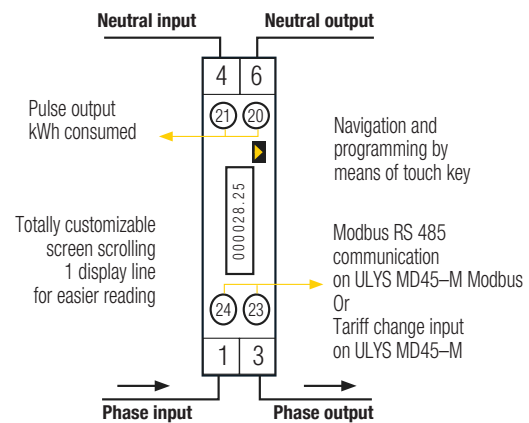 Neutral input
Neutral output
4 6
21 20
Pulse output
kWh consumed
Navigation and
programming by
means of touch key
000028.25
Totally customizable
screen scrolling
1 display line
for easier reading
Modbus RS 485
communication
on ULYS MD45–M Modbus
Or
Tariff change input
on ULYS MD45–M
24 23
1 3
Phase input
Phase output